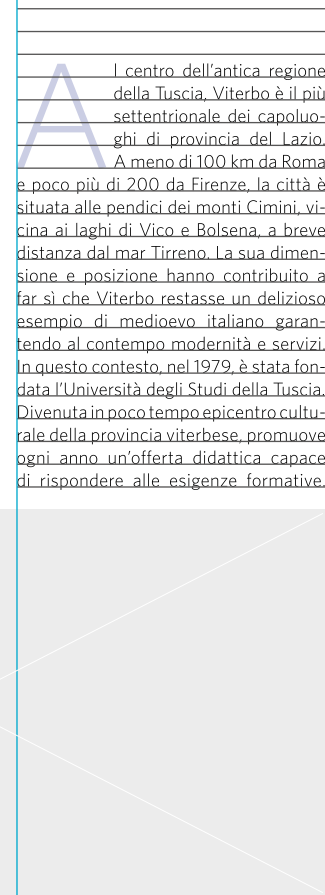 Al centro dell'antica regione
della Tuscia, Viterbo è il più
settentrionale dei capoluo-
ghi di provincia del Lazio.
A meno di 100 km da Roma
e poco più di 200 da Firenze, la città è
situata alle pendici dei monti Cimini, vi-
cina ai laghi di Vico e Bolsena, a breve
distanza dal mar Tirreno. La sua dimen-
sione e posizione hanno contribuito a
far sì che Viterbo restasse un delizioso
esempio di medioevo italiano garan-
tendo al contempo modernità e servizi.
In questo contesto, nel 1979, è stata fon-
data l'Università degli Studi della Tuscia.
Divenuta in poco tempo epicentro cultu-
rale della provincia viterbese, promuove
ogni anno un'offerta didattica capace
di rispondere alle esigenze formative.